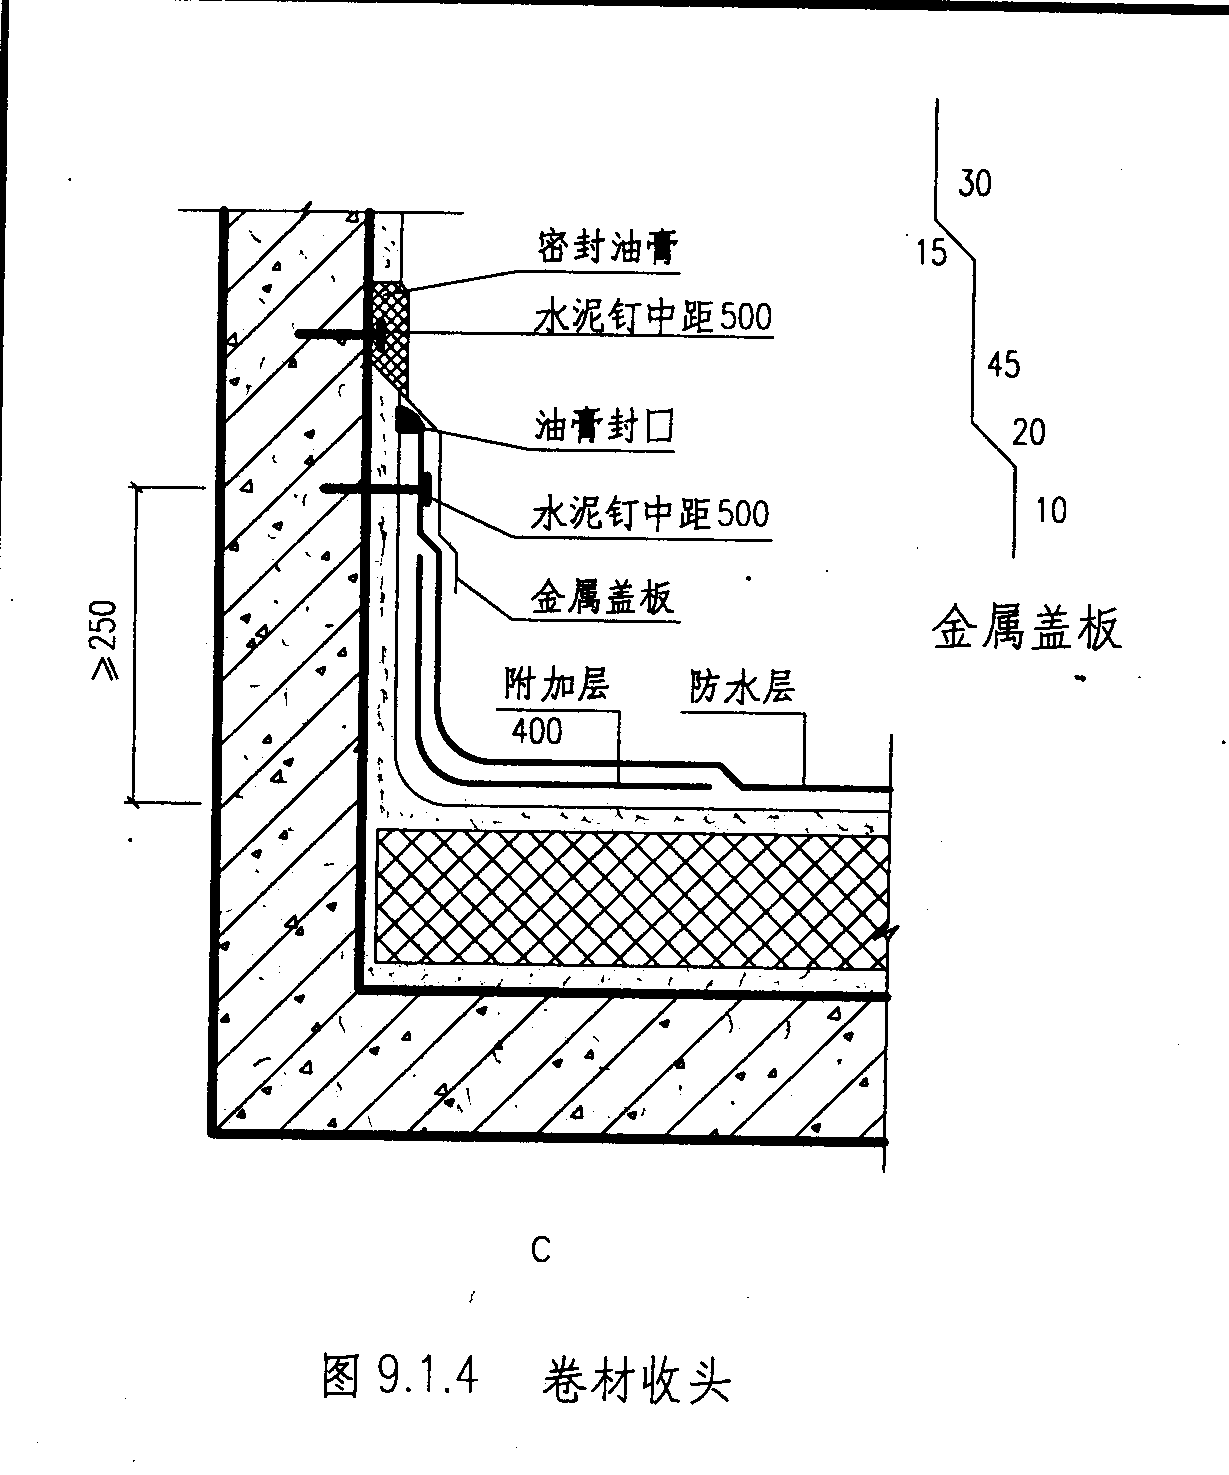 30
15
45
20
10
金属盖板
密封油膏
水泥钉中距500
油膏封口
水泥钉中距500
金属盖板
≥250
附加层
400
防水层
C
图 9.1.4 卷材收头